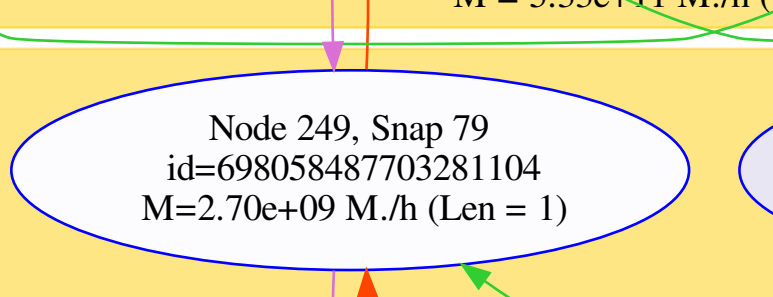 Node 249, Snap 79
id=698058487703281104
M=2.70e+09 M./h (Len = 1)